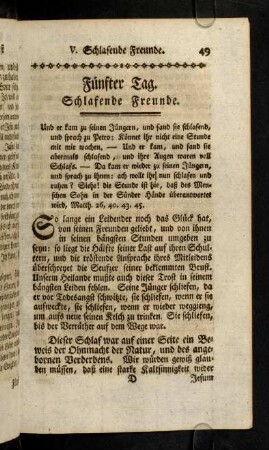 V. Schlafende Freunde. 49
Fünfter Tag.
Schlafende Freunde.
Und er kam zu seinen Jüngern, und fand sie schlafend,
und sprach zu Petro: Könnet ihr nicht eine Stunde
mit mir wachen, — Und er kam, und fand sie
abermals schlafend, und ihre Augen waren voll
Schlafs. — Da kam er wieder zu seinen Jüngern,
und sprach zu ihnen: ach wollt ihr nun schlafen und
ruhen? Siehe! die Stunde ist hie, daß des Men-
schen Sohn in der Sünder Hände überantwortet
wird. Matth. 26, 40. 43. 45.
So lange ein Leidender noch das Glück hat,
von seinen Freunden geliebt, und von ihnen
in seinen bängsten Stunden umgeben zu
seyn: so liegt die Hälfte seiner Last auf ihren Schul-
tern, und die tröstende Ansprache ihres Mitleidens
überschreyet die Seufzer seiner beklemmten Brust.
Unserm Heilande mußte auch dieser Trost in seinem
bängsten Leiden fehlen. Seine Jünger schliefen, da
er vor Todesangst schwitzte, sie schliefen, wenn er sie
aufweckte, sie schliefen, wenn er wieder weggieng,
um aufs neue seinen Kelch zu trinken. Sie schliefen,
bis der Verräther auf dem Wege war.
Dieser Schlaf war auf einer Seite ein Be-
weis der Ohnmacht der Natur, und des ange-
bornen Verderbens. Wir würden gewiß glau-
ben müssen, daß eine starke Kaltsinnigkeit wider
D Jesum